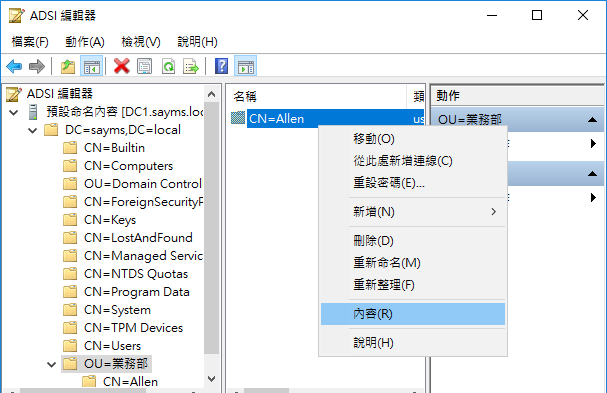 ADSI 編輯器
檔案(F) 動作(A) 檢視(V) 說明(H)
ADSI 編輯器
預設命名內容 [DC1.sayms.loc
DC=sayms,DC=local
CN=Builtin
CN=Computers
OU=Domain Control
CN=ForeignSecurityP
CN=Keys
CN=LostAndFound
CN=Managed Servic
CN=NTDS Quotas
CN=Program Data
CN=System
CN=TPM Devices
CN=Users
OU=業務部
CN=Allen
名稱 類
CN=Allen us
移動(O)
從此處新增連線(C)
重設密碼(E)...
新增(N)
刪除(D)
重新命名(M)
重新整理(F)
內容(R)
說明(H)
動作
OU=業務部